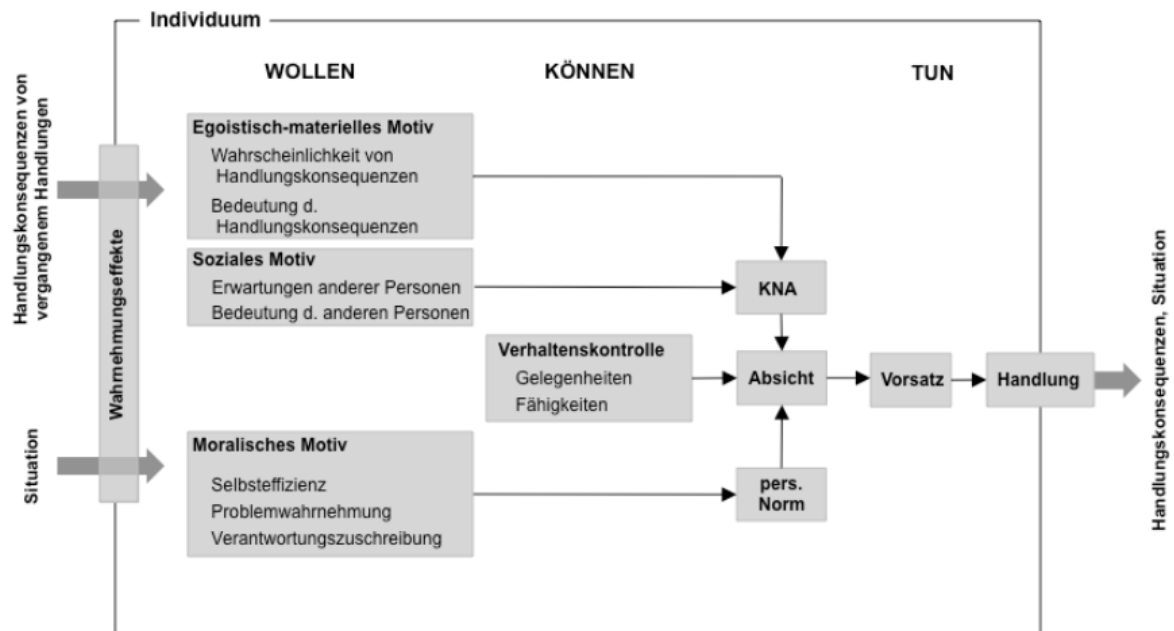 Individuum
WOLLEN
KÖNNEN
TUN
Handlungskonsequenzen von
vergangenem Handlungen
Situation
Wahrnehmungseffekte
Egoistisch-materielles Motiv
Wahrscheinlichkeit von
Handlungskonsequenzen
Bedeutung d.
Handlungskonsequenzen
Soziales Motiv
Erwartungen anderer Personen
Bedeutung d. anderen Personen
Moralisches Motiv
Selbsteffizienz
Problemwahrnehmung
Verantwortungszuschreibung
Verhaltenskontrolle
Gelegenheiten
Fähigkeiten
KNA
Absicht
pers.
Norm
Vorsatz
Handlung
Handlungskonsequenzen, Situation